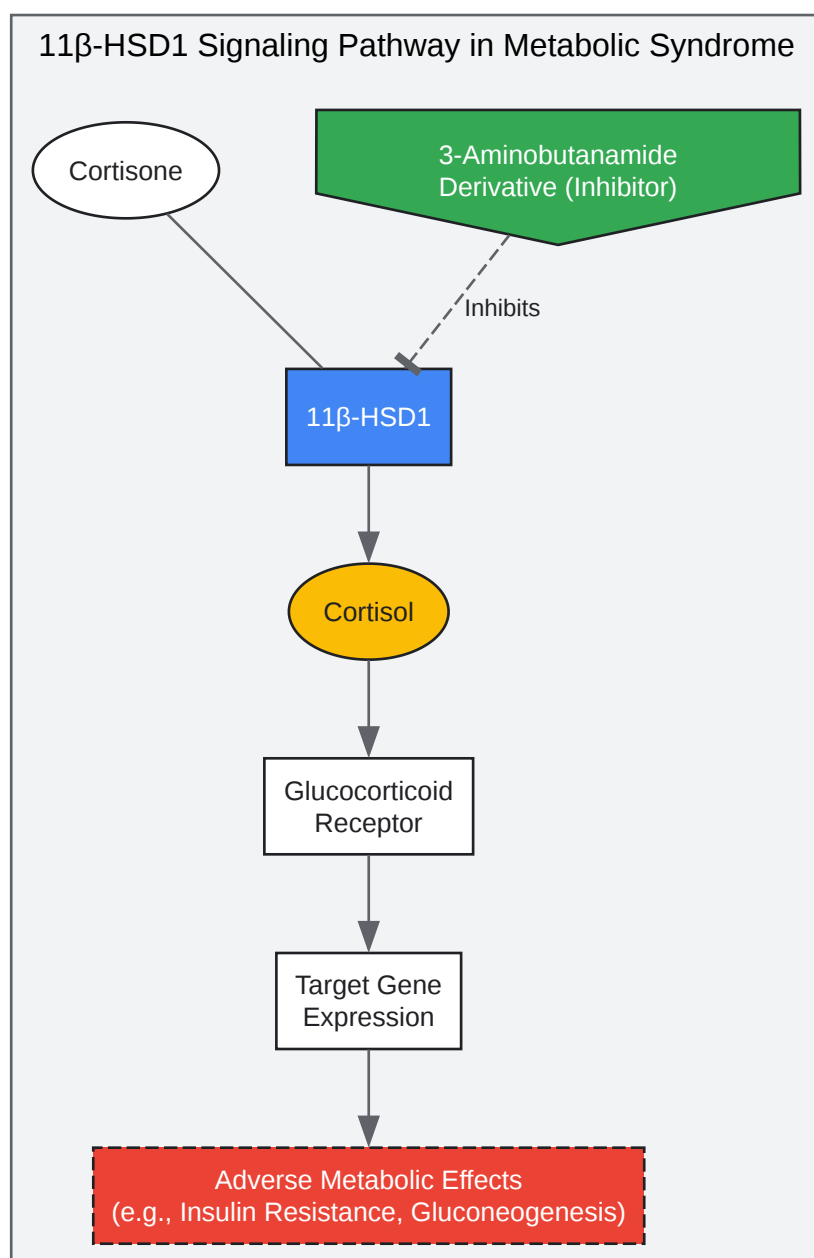 11β-HSD1 Signaling Pathway in Metabolic Syndrome
Cortisone
3-Aminobutanamide
Derivative (Inhibitor)
Inhibits
11β-HSD1
Cortisol
Glucocorticoid
Receptor
Target Gene
Expression
Adverse Metabolic Effects
(e.g., Insulin Resistance, Gluconeogenesis)